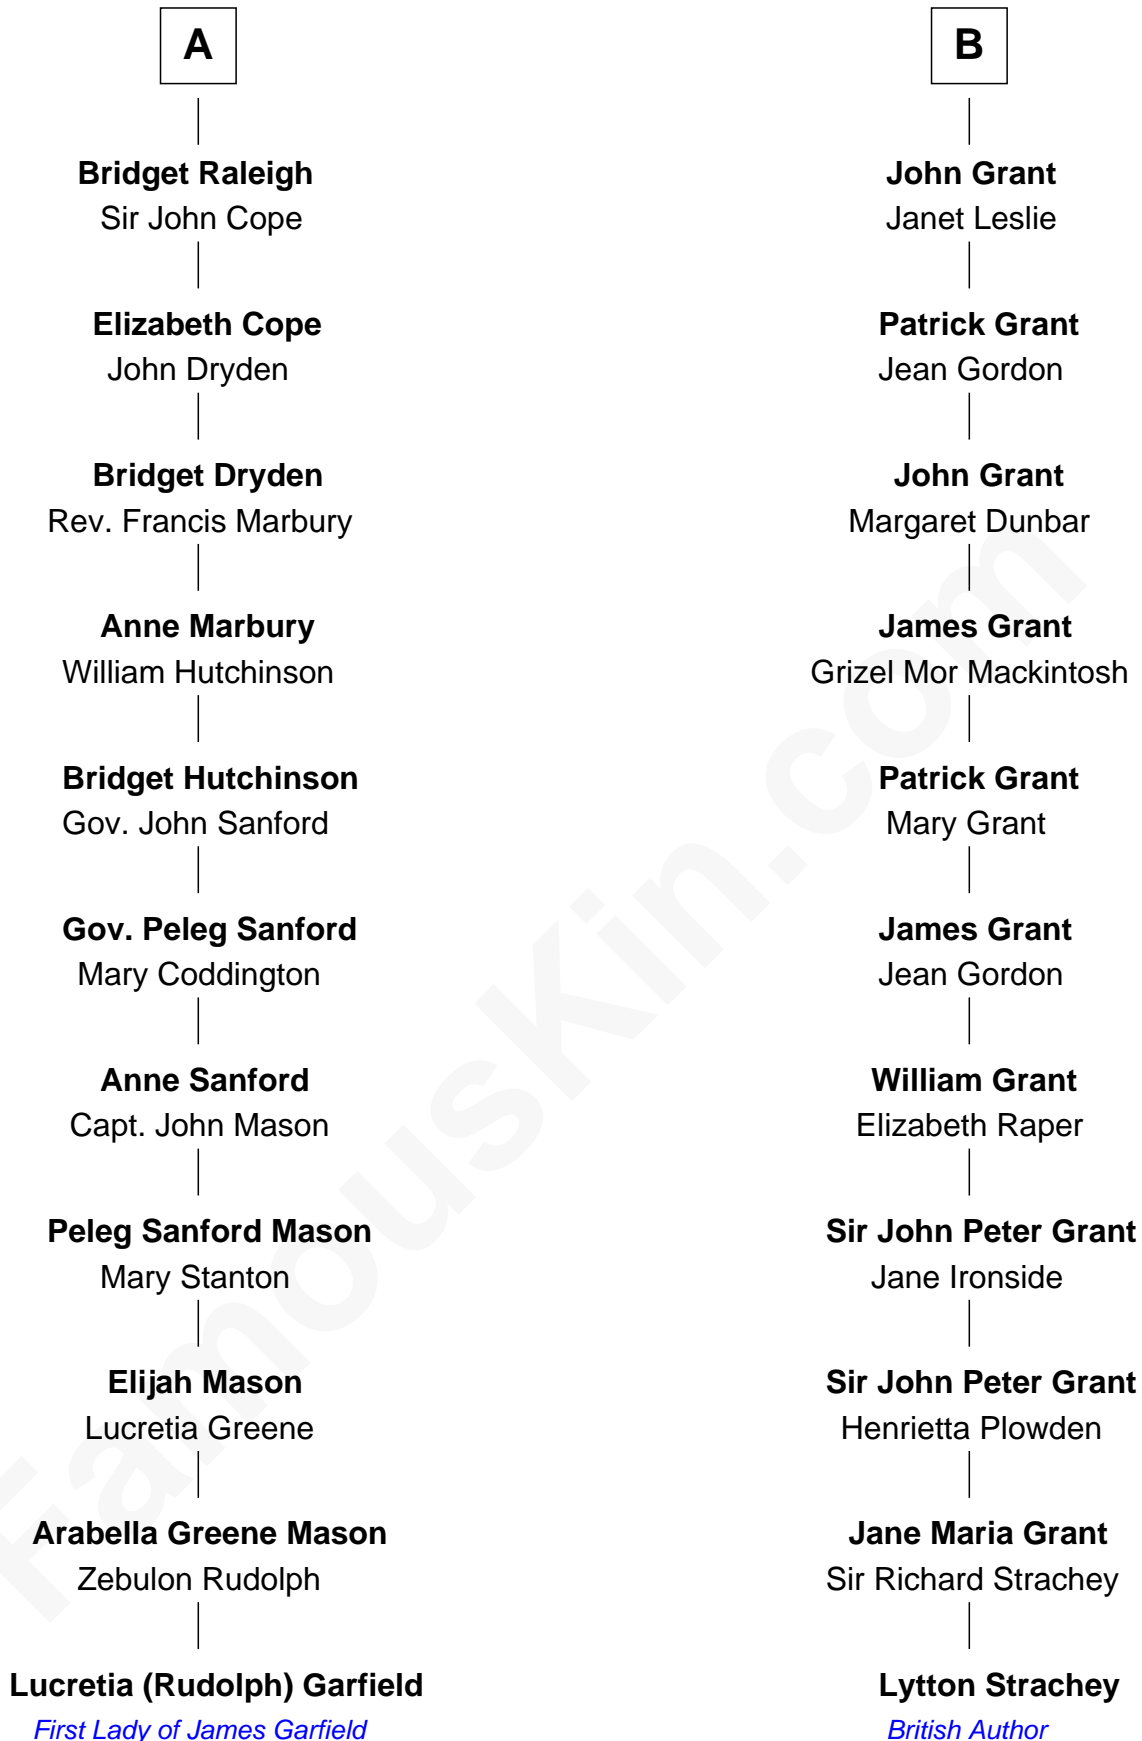 A
Bridget Raleigh
Sir John Cope
Elizabeth Cope
John Dryden
Bridget Dryden
Rev. Francis Marbury
Anne Marbury
William Hutchinson
Bridget Hutchinson
Gov. John Sanford
Gov. Peleg Sanford
Mary Coddington
Anne Sanford
Capt. John Mason
Peleg Sanford Mason
Mary Stanton
Elijah Mason
Lucretia Greene
Arabella Greene Mason
Zebulon Rudolph
Lucretia (Rudolph) Garfield
First Lady of James Garfield
B
John Grant
Janet Leslie
Patrick Grant
Jean Gordon
John Grant
Margaret Dunbar
James Grant
Grizel Mor Mackintosh
Patrick Grant
Mary Grant
James Grant
Jean Gordon
William Grant
Elizabeth Raper
Sir John Peter Grant
Jane Ironside
Sir John Peter Grant
Henrietta Plowden
Jane Maria Grant
Sir Richard Strachey
Lytton Strachey
British Author
FamousKin.com